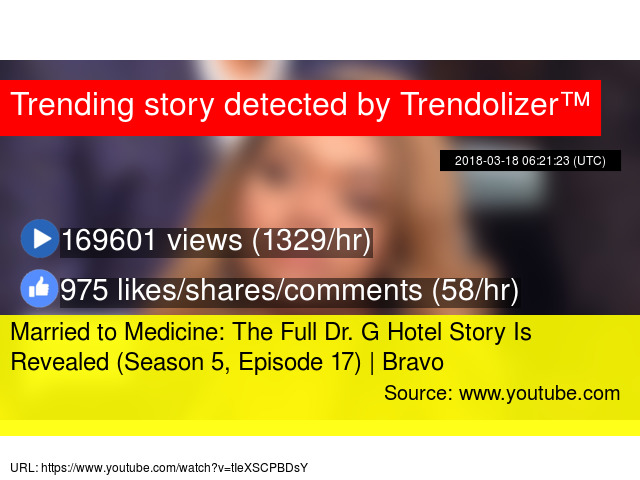 Trending story detected by Trendolizer™
2018-03-18 06:21:23 (UTC)
169601 views (1329/hr)
975 likes/shares/comments (58/hr)
Married to Medicine: The Full Dr. G Hotel Story Is
Revealed (Season 5, Episode 17) | Bravo
Source: www.youtube.com
URL: https://www.youtube.com/watch?v=tIeXSCPBDsY